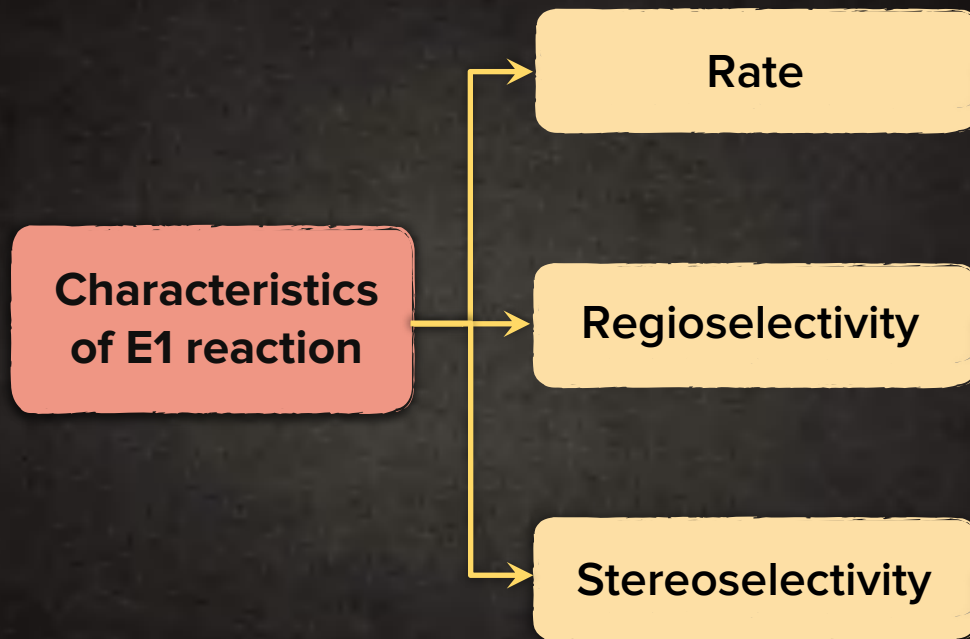 Rate
Characteristics
of E1 reaction
Regioselectivity
Stereoselectivity